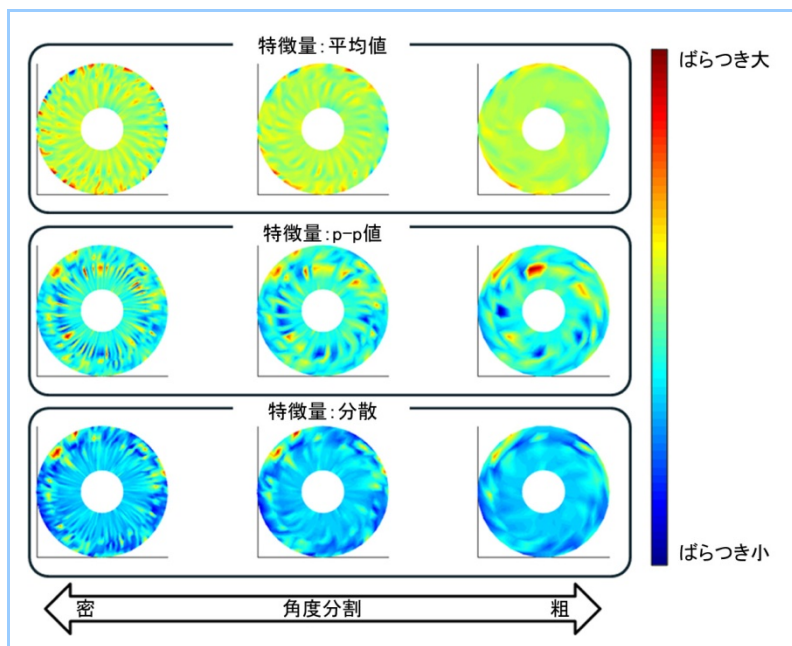 特徴量：平均値
ばらつき大
特徴量：p-p値
特徴量：分散
ばらつき小
密
角度分割
粗